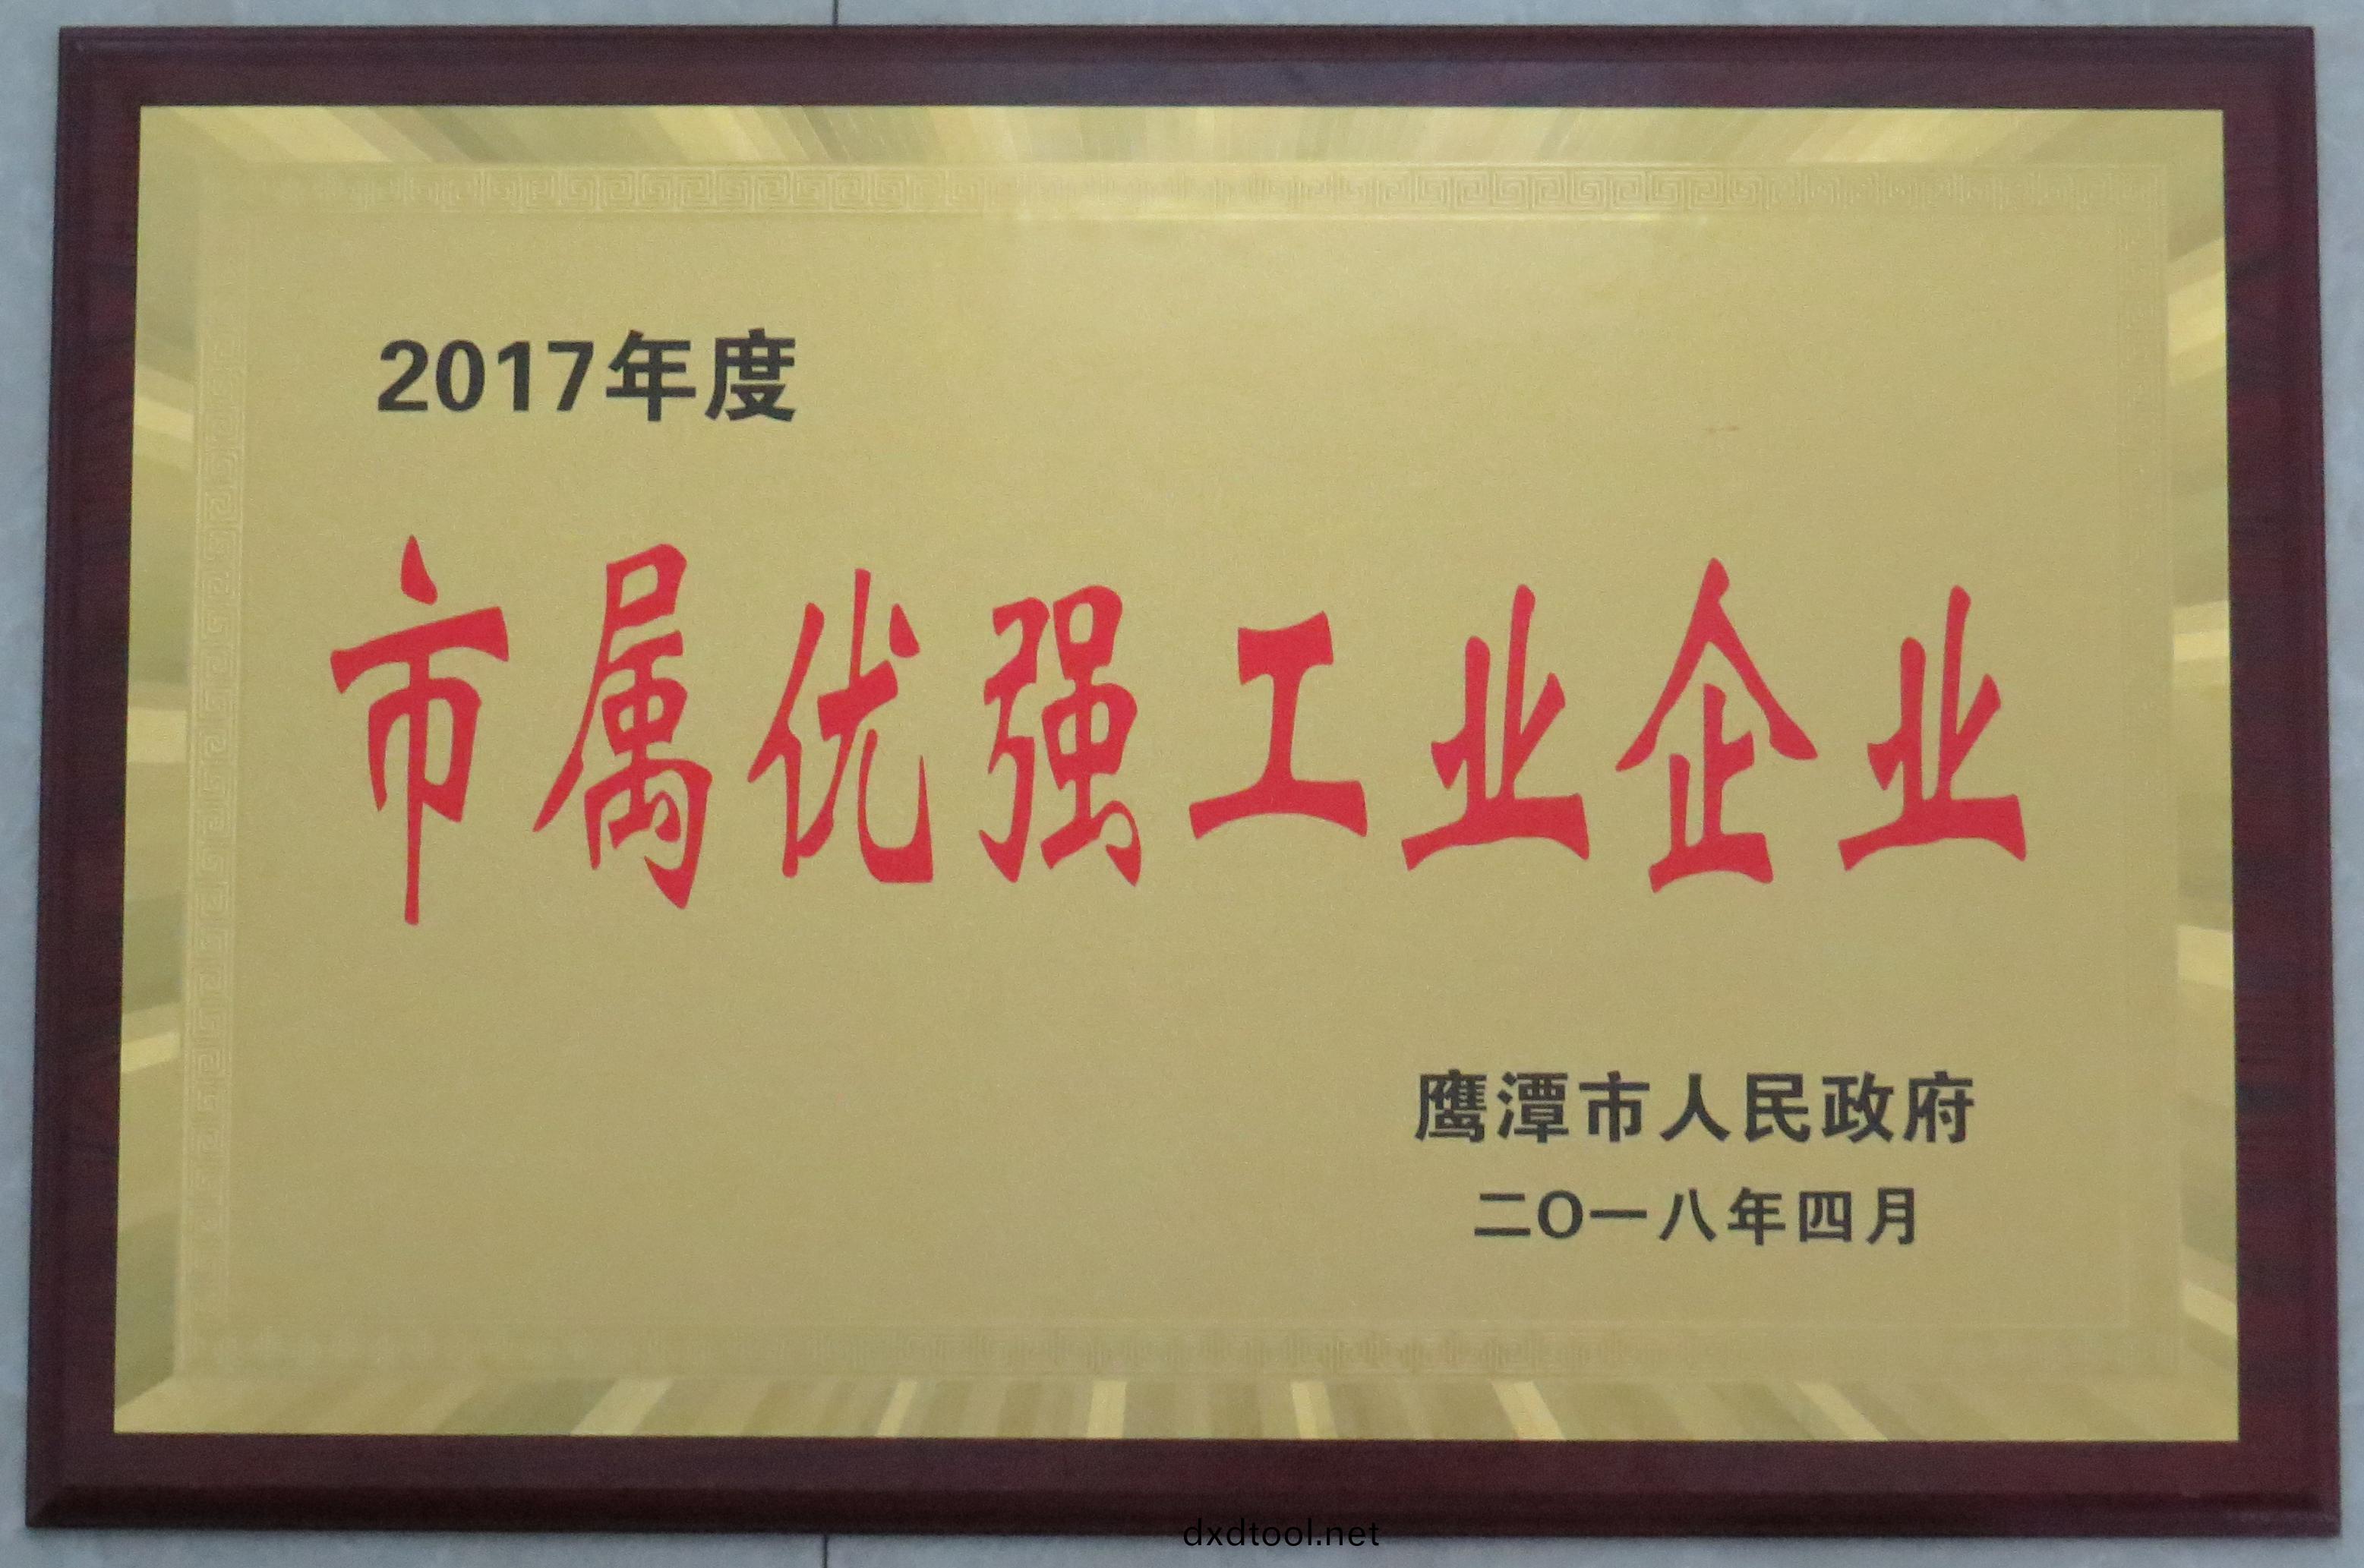 2017年度
市属优强工业企业
鹰潭市人民政府
二〇一八年四月
dxdtool.net